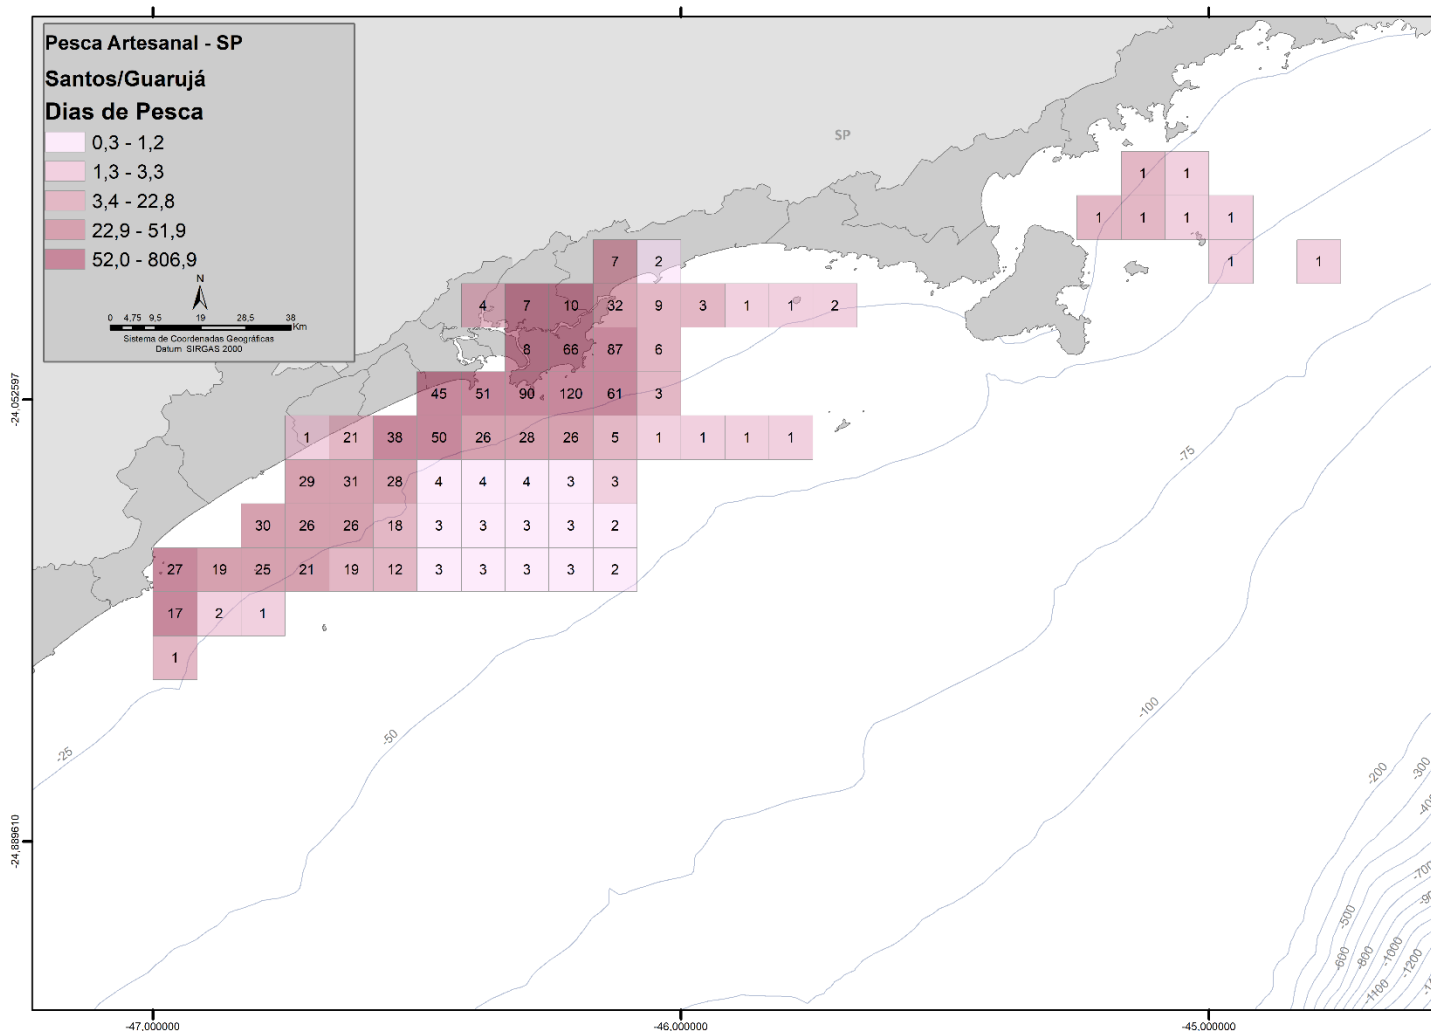 Pesca Artesanal - SP
Santos/Guarujá
Dias de Pesca
0,3 - 1,2
1,3 - 3,3
3,4 - 22,8
22,9 - 51,9
52,0 - 806,9
N
0 4,75 9,5 19 28,5 38
Km
Sistema de Coordenadas Geográficas
Datum SIRGAS 2000
SP
1 1
1 1 1 1
7 2 1 1
4 7 10 32 9 3 1 1 2
8 66 87 6
45 51 90 120 61 3
1 21 38 50 26 28 26 5 1 1 1 1
29 31 28 4 4 4 3 3
30 26 26 18 3 3 3 3 2
27 19 25 21 19 12 3 3 3 3 2
17 2 1
1
-25
-50
-75
-100
-200
-300
-500
-600
-800
-1000
-1100
-1200
-24,052597
-24,889610
-47,000000
-46,000000
-45,000000